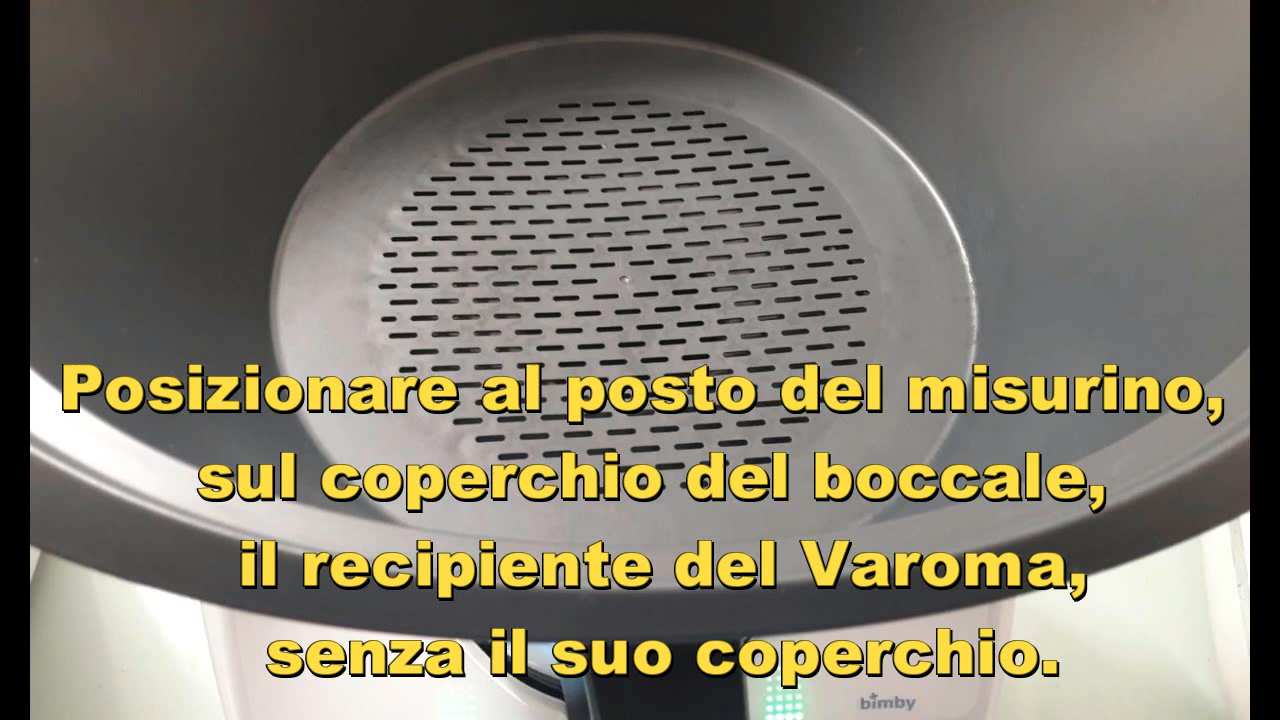 Posizionare al posto del misurino,
sul coperchio del boccale,
il recipiente del Varoma,
senza il suo coperchio.
bimby